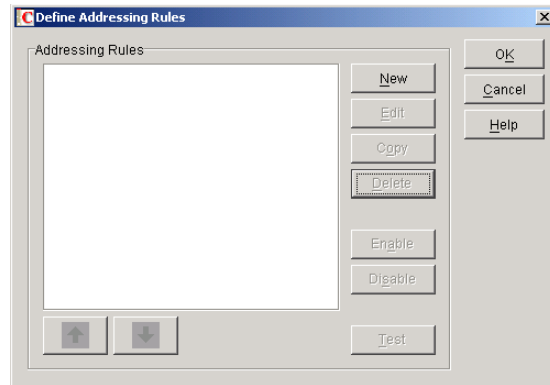 Define Addressing Rules
Addressing Rules
New
Edit
Copy
Delete
Enable
Disable
Test
OK
Cancel
Help